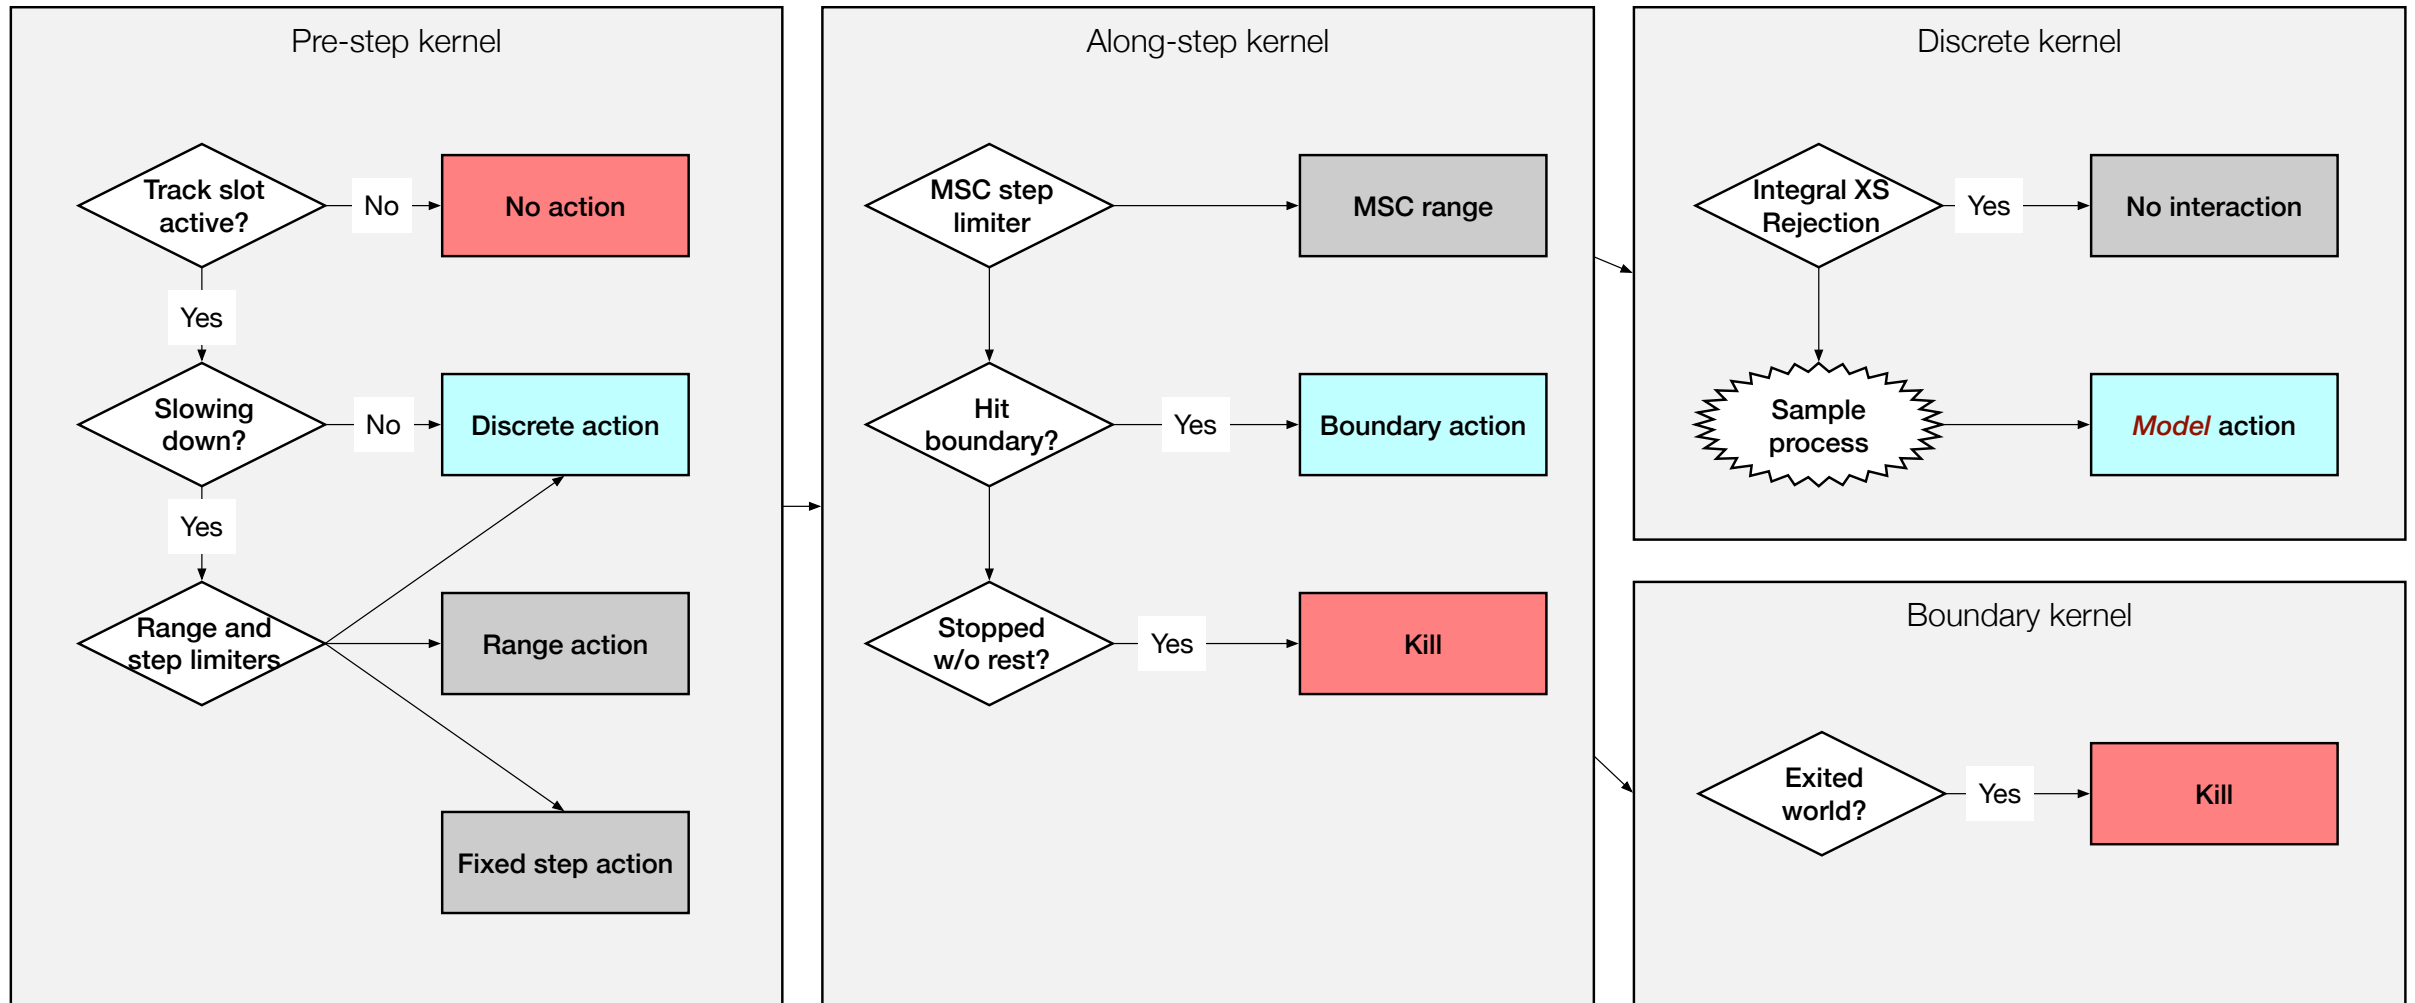 Pre-step kernel
Track slot
active?
No
No action
Yes
Slowing
down?
No
Discrete action
Yes
Range and
step limiters
Range action
Fixed step action
Along-step kernel
MSC step
limiter
MSC range
Hit
boundary?
Yes
Boundary action
Stopped
w/o rest?
Yes
Kill
Discrete kernel
Integral XS
Rejection
Yes
No interaction
Sample
process
Model action
Boundary kernel
Exited
world?
Yes
Kill